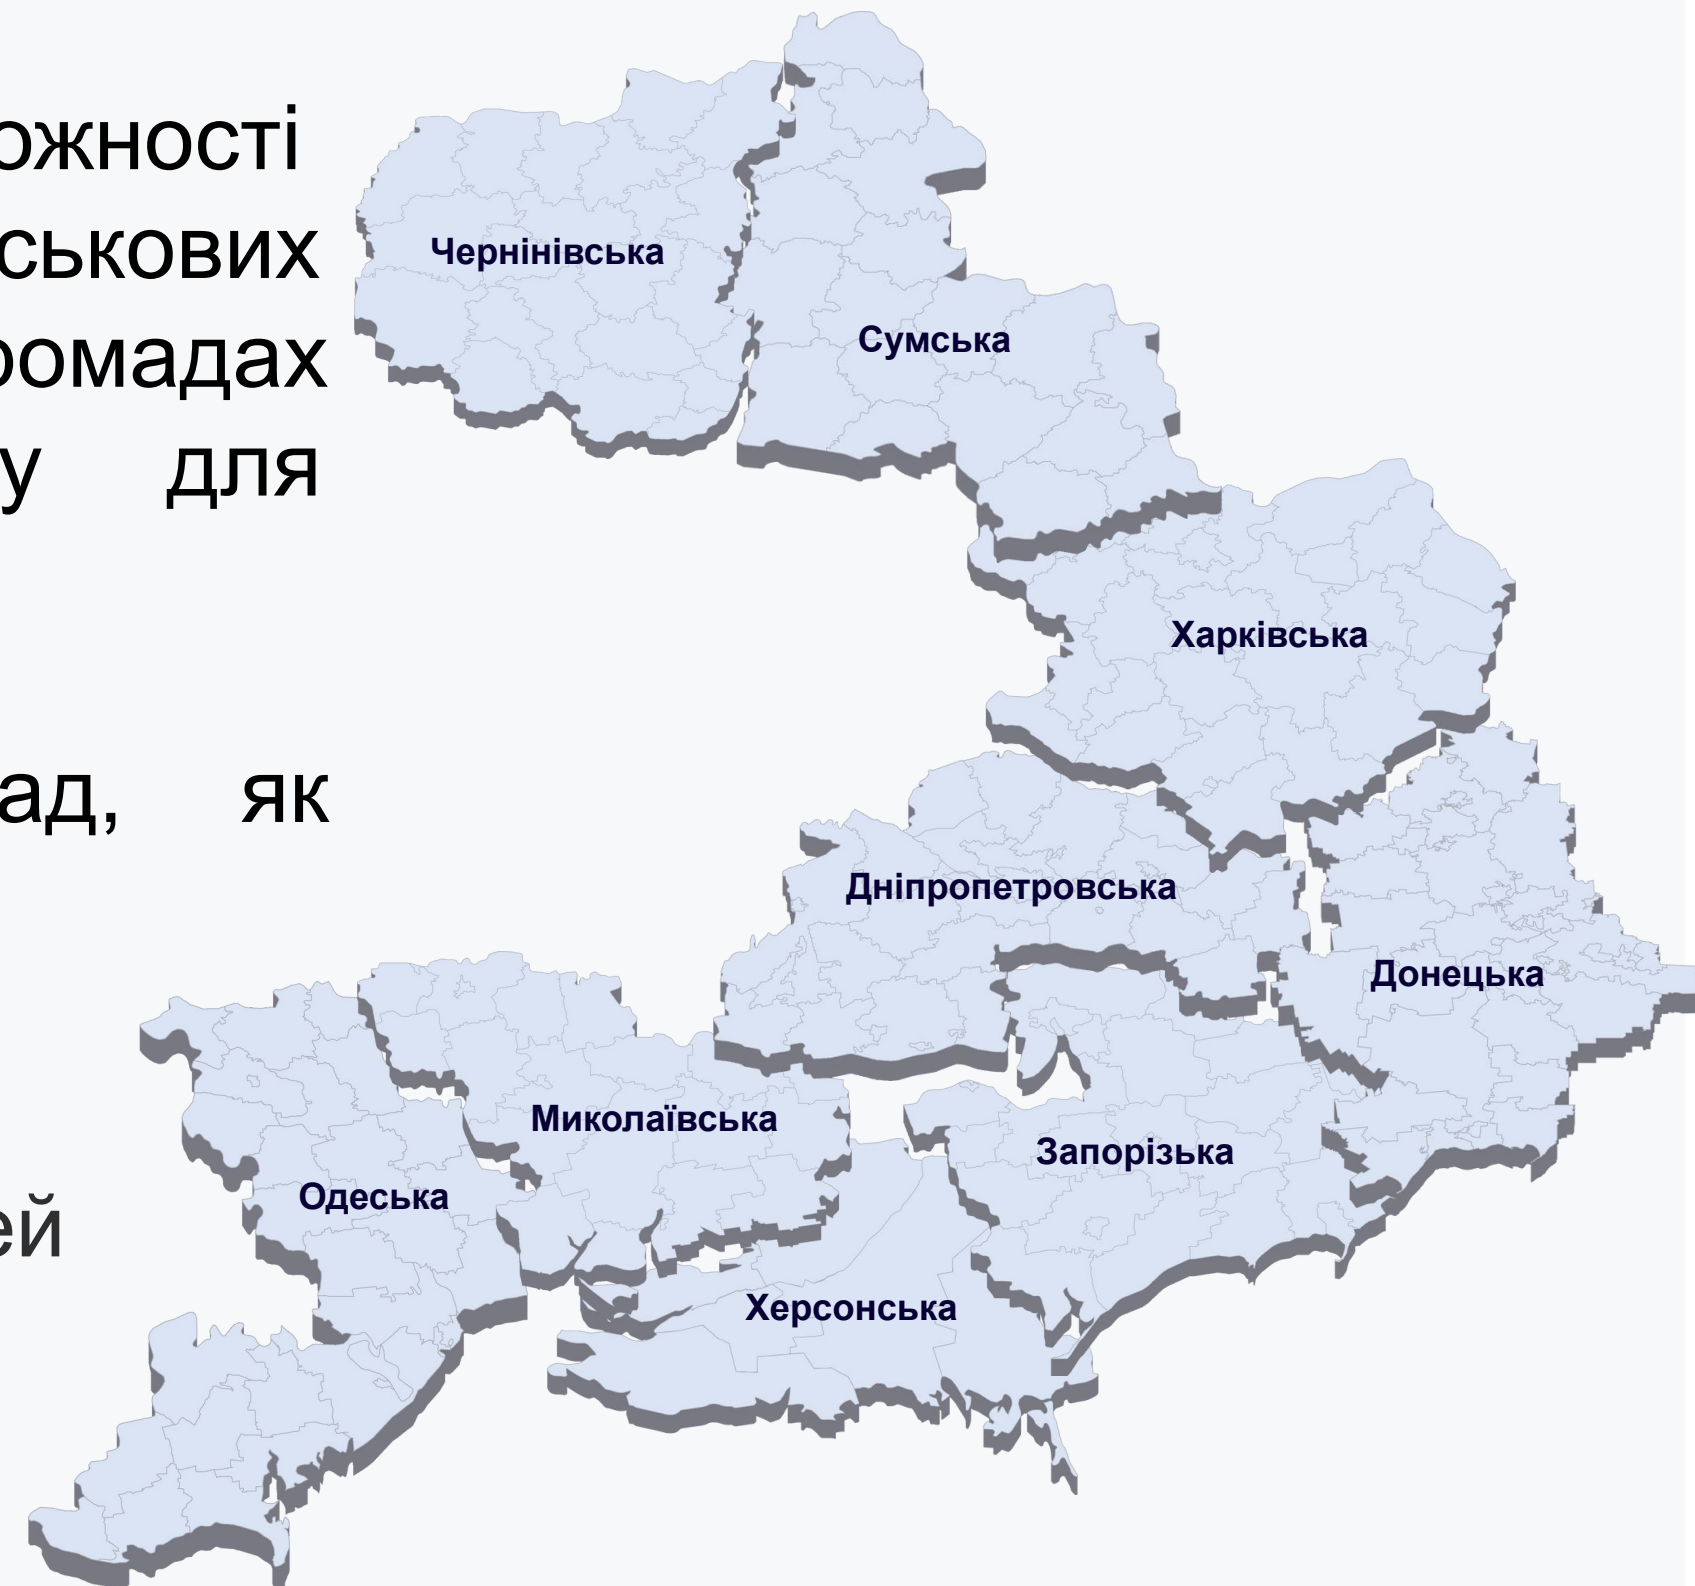 ожності
ськових
ромадах
у для
ад, як
ей
Чернінівська
Сумська
Харківська
Дніпропетровська
Донецька
Миколаївська
Запорізька
Одеська
Херсонська